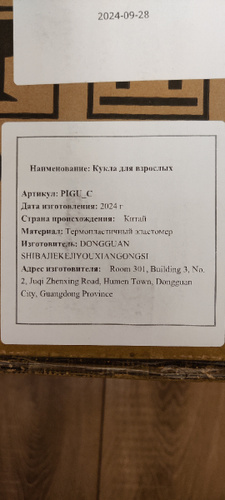 2024-09-28
Наименование: Кукла для взрослых
Артикул: PIGU_C
Дата изготовления: 2024 г
Страна происхождения: Китай
Материал: Термопластичный эластомер
Изготовитель: DONGGUAN
SHIBAJIEKEJIYOUXIANGONGSI
Адрес изготовителя: Room 301, Building 3, No.
2, Juqi Zhenxing Road, Humen Town, Dongguan
City, Guangdong Province